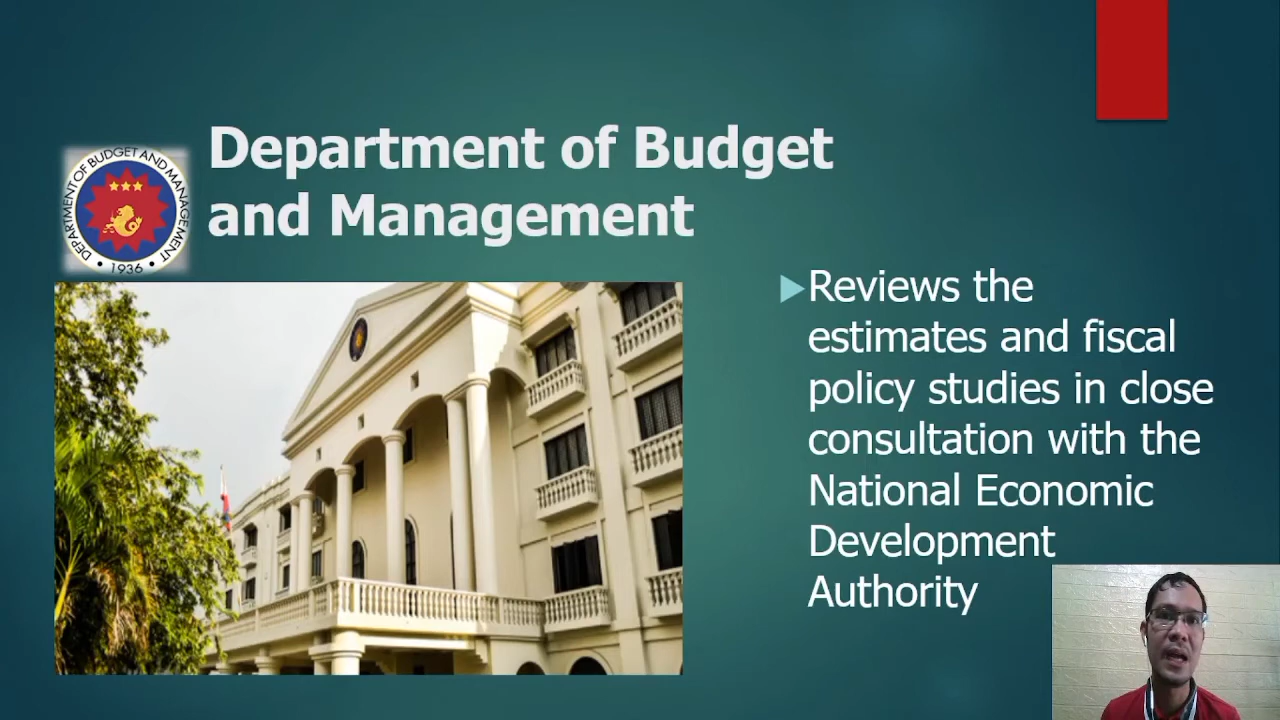 Department of Budget
and Management
DEPARTMENT OF BUDGET AND MANAGEMENT
• 1936 •
Reviews the
estimates and fiscal
policy studies in close
consultation with the
National Economic
Development
Authority